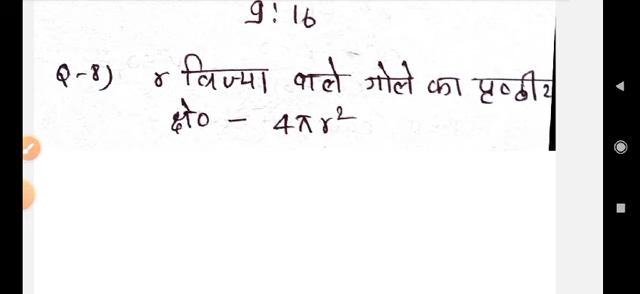 9:16
Q-8) r त्रिज्या वाले गोले का पृष्ठीय
क्षे० - 4πr²